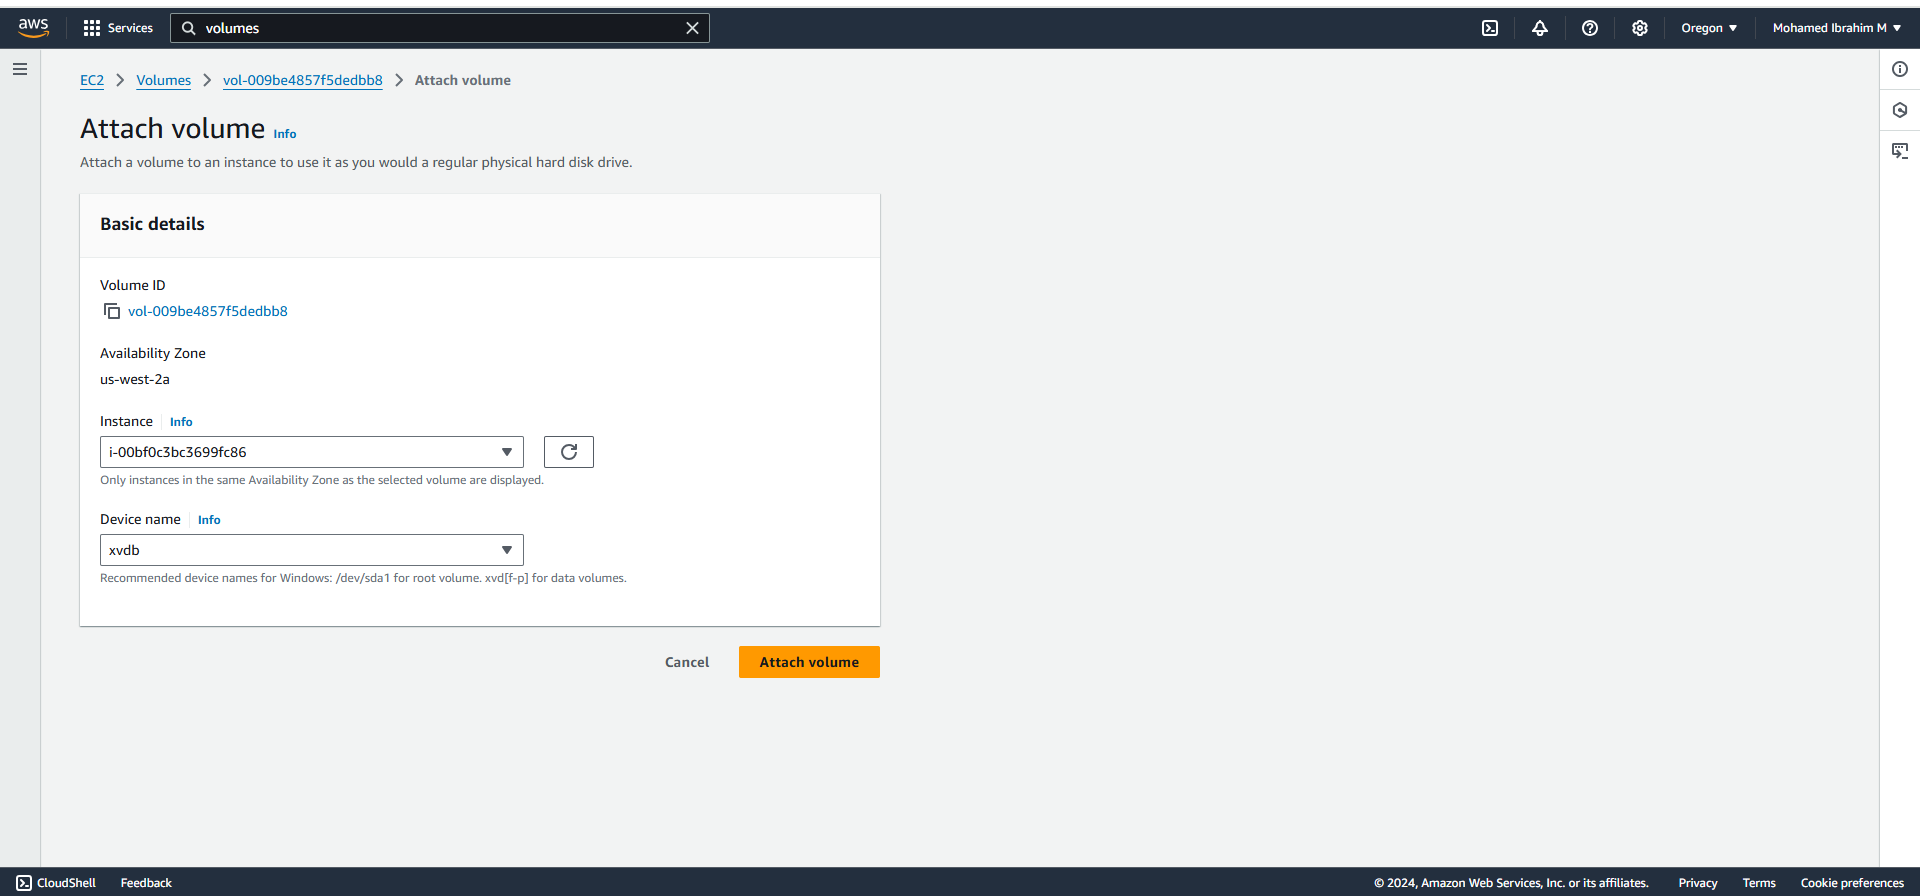 aws Services volumes Oregon Mohamed Ibrahim M
EC2 Volumes vol-009be4857f5dedbb8 Attach volume
Attach volume Info
Attach a volume to an instance to use it as you would a regular physical hard disk drive.
Basic details
Volume ID
vol-009be4857f5dedbb8
Availability Zone
us-west-2a
Instance Info
i-00bf0c3bc3699fc86
Only instances in the same Availability Zone as the selected volume are displayed.
Device name Info
xvdb
Recommended device names for Windows: /dev/sda1 for root volume. xvd[f-p] for data volumes.
Cancel Attach volume
CloudShell Feedback © 2024, Amazon Web Services, Inc. or its affiliates. Privacy Terms Cookie preferences